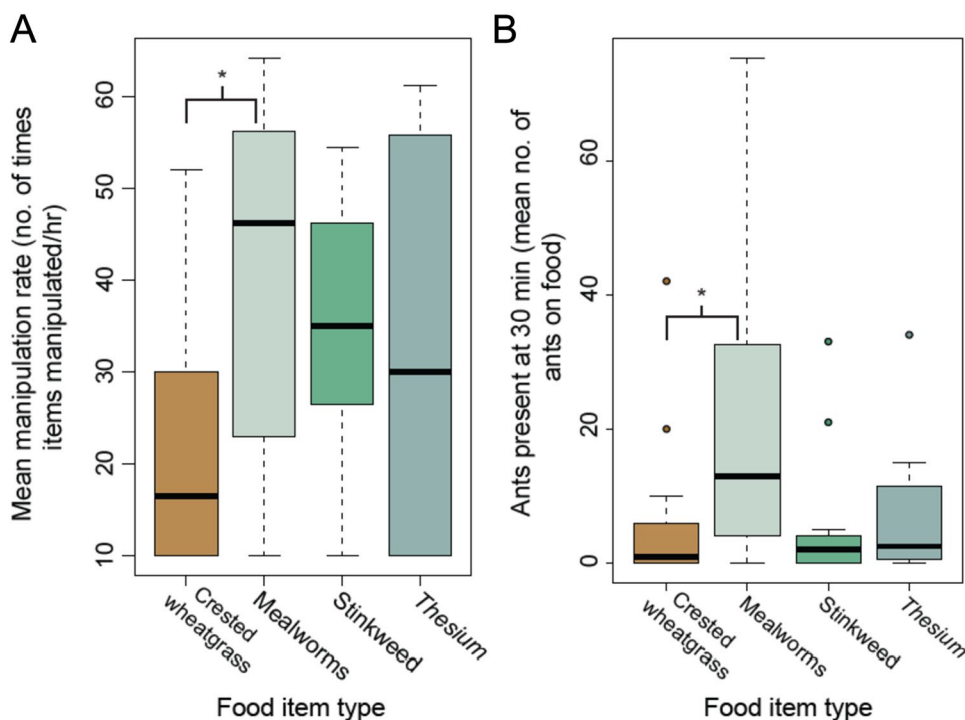 A
Mean manipulation rate (no. of times
items manipulated/hr)
60
50
40
30
20
10
*
Crested
wheatgrass
Mealworms
Stinkweed
Thesium
Food item type
B
Ants present at 30 min (mean no. of
ants on food)
60
40
20
0
*
Crested
wheatgrass
Mealworms
Stinkweed
Thesium
Food item type